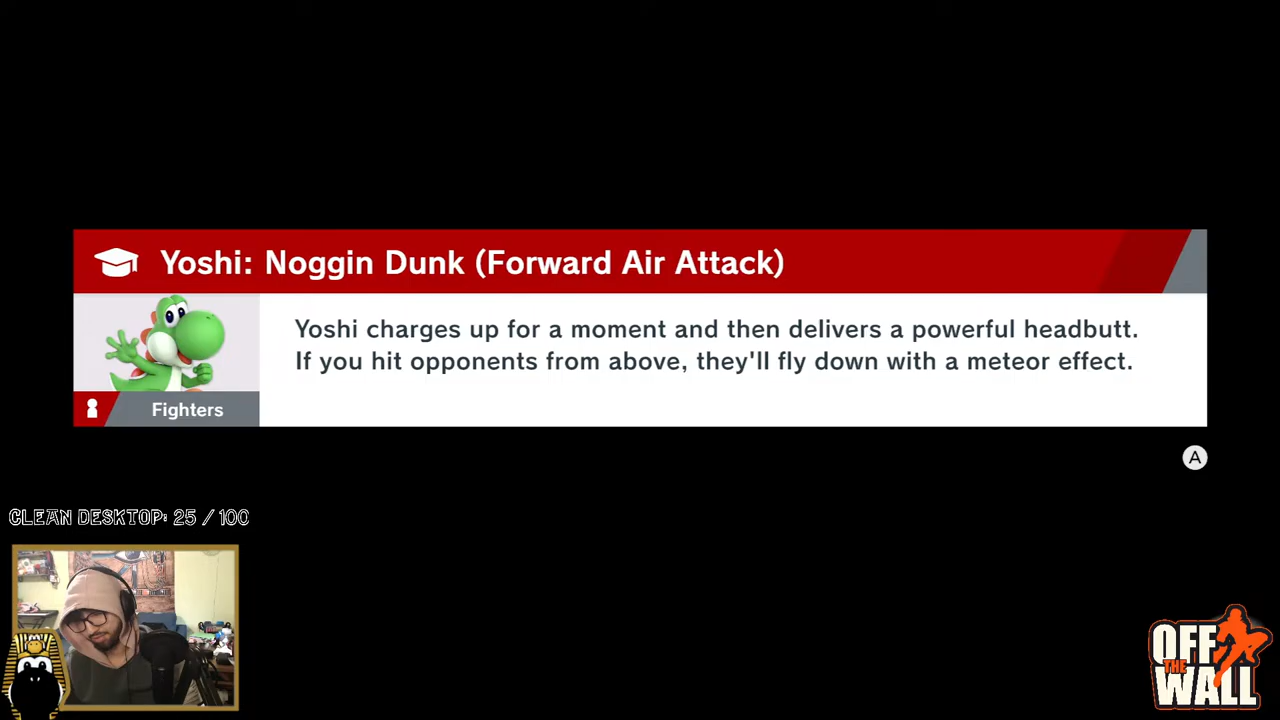 Yoshi: Noggin Dunk (Forward Air Attack)
Yoshi charges up for a moment and then delivers a powerful headbutt.
If you hit opponents from above, they'll fly down with a meteor effect.
Fighters
A
CLEAN DESKTOP: 25 / 100
OFF
THE
WALL